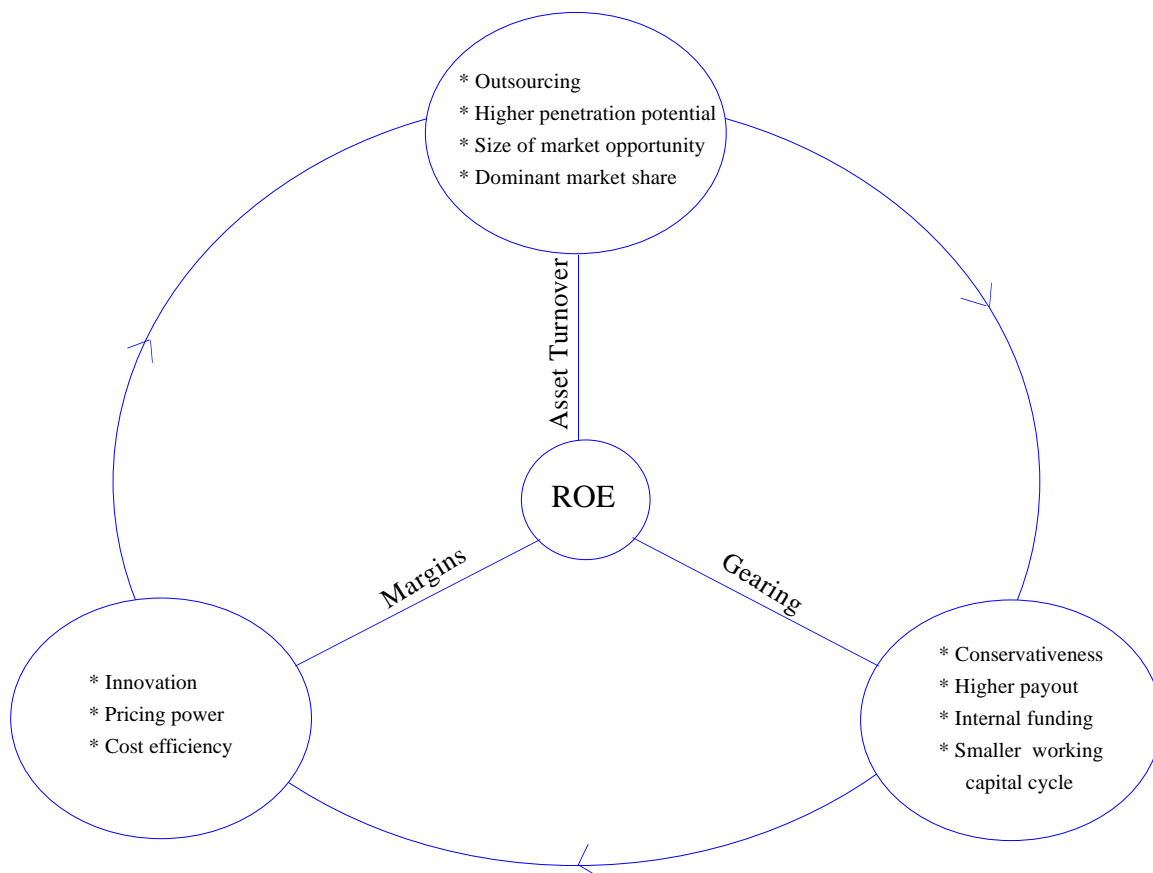 * Outsourcing
* Higher penetration potential
* Size of market opportunity
* Dominant market share
Asset Turnover
ROE
Margins
Gearing
* Innovation
* Pricing power
* Cost efficiency
* Conservativeness
* Higher payout
* Internal funding
* Smaller working
capital cycle